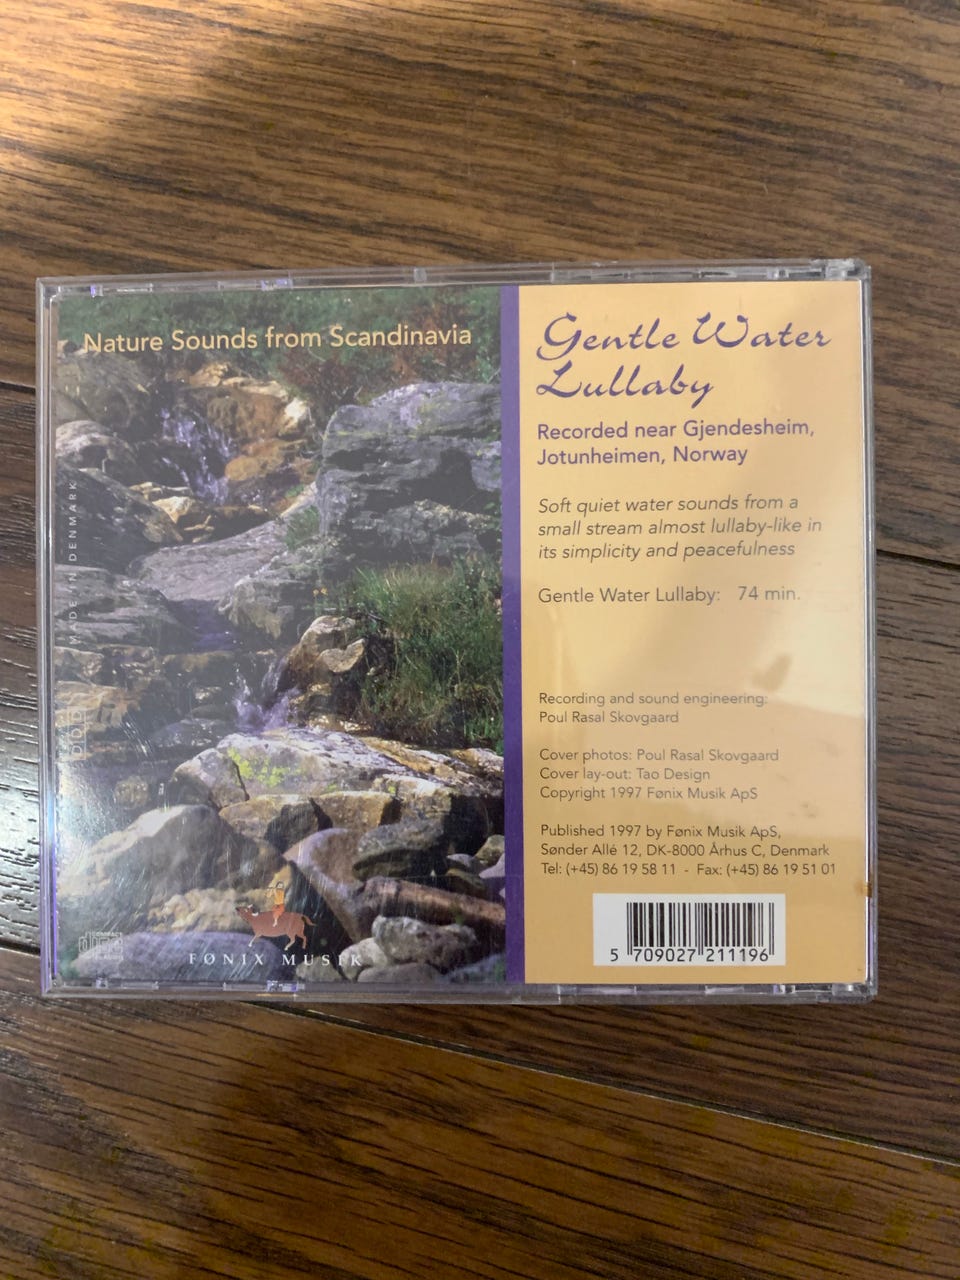 Nature Sounds from Scandinavia
MADE IN DENMARK
DDD
COMPACT
disc
FØNIX MUSIK
Gentle Water
Lullaby
Recorded near Gjendesheim,
Jotunheimen, Norway
Soft quiet water sounds from a
small stream almost lullaby-like in
its simplicity and peacefulness
Gentle Water Lullaby: 74 min.
Recording and sound engineering:
Poul Rasal Skovgaard
Cover photos: Poul Rasal Skovgaard
Cover lay-out: Tao Design
Copyright 1997 Fønix Musik ApS
Published 1997 by Fønix Musik ApS,
Sønder Allé 12, DK-8000 Århus C, Denmark
Tel: (+45) 86 19 58 11 - Fax: (+45) 86 19 51 01
5 709027 211196